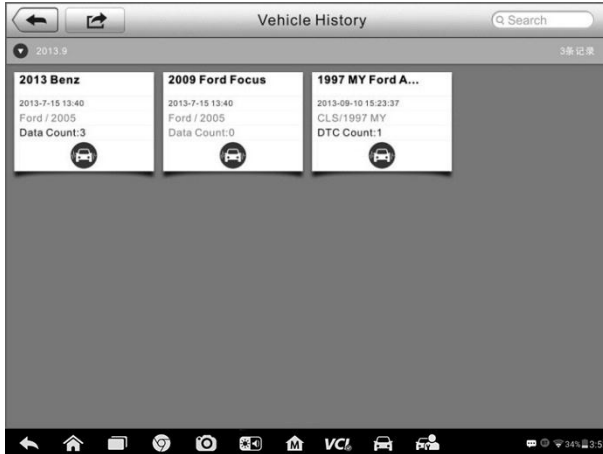 Vehicle History
Search
2013.9
3条记录
2013 Benz
2013-7-15 13:40
Ford / 2005
Data Count:3
2009 Ford Focus
2013-7-15 13:40
Ford / 2005
Data Count:0
1997 MY Ford A...
2013-09-10 15:23:37
CLS/1997 MY
DTC Count:1
M
VCI
34%
3:5